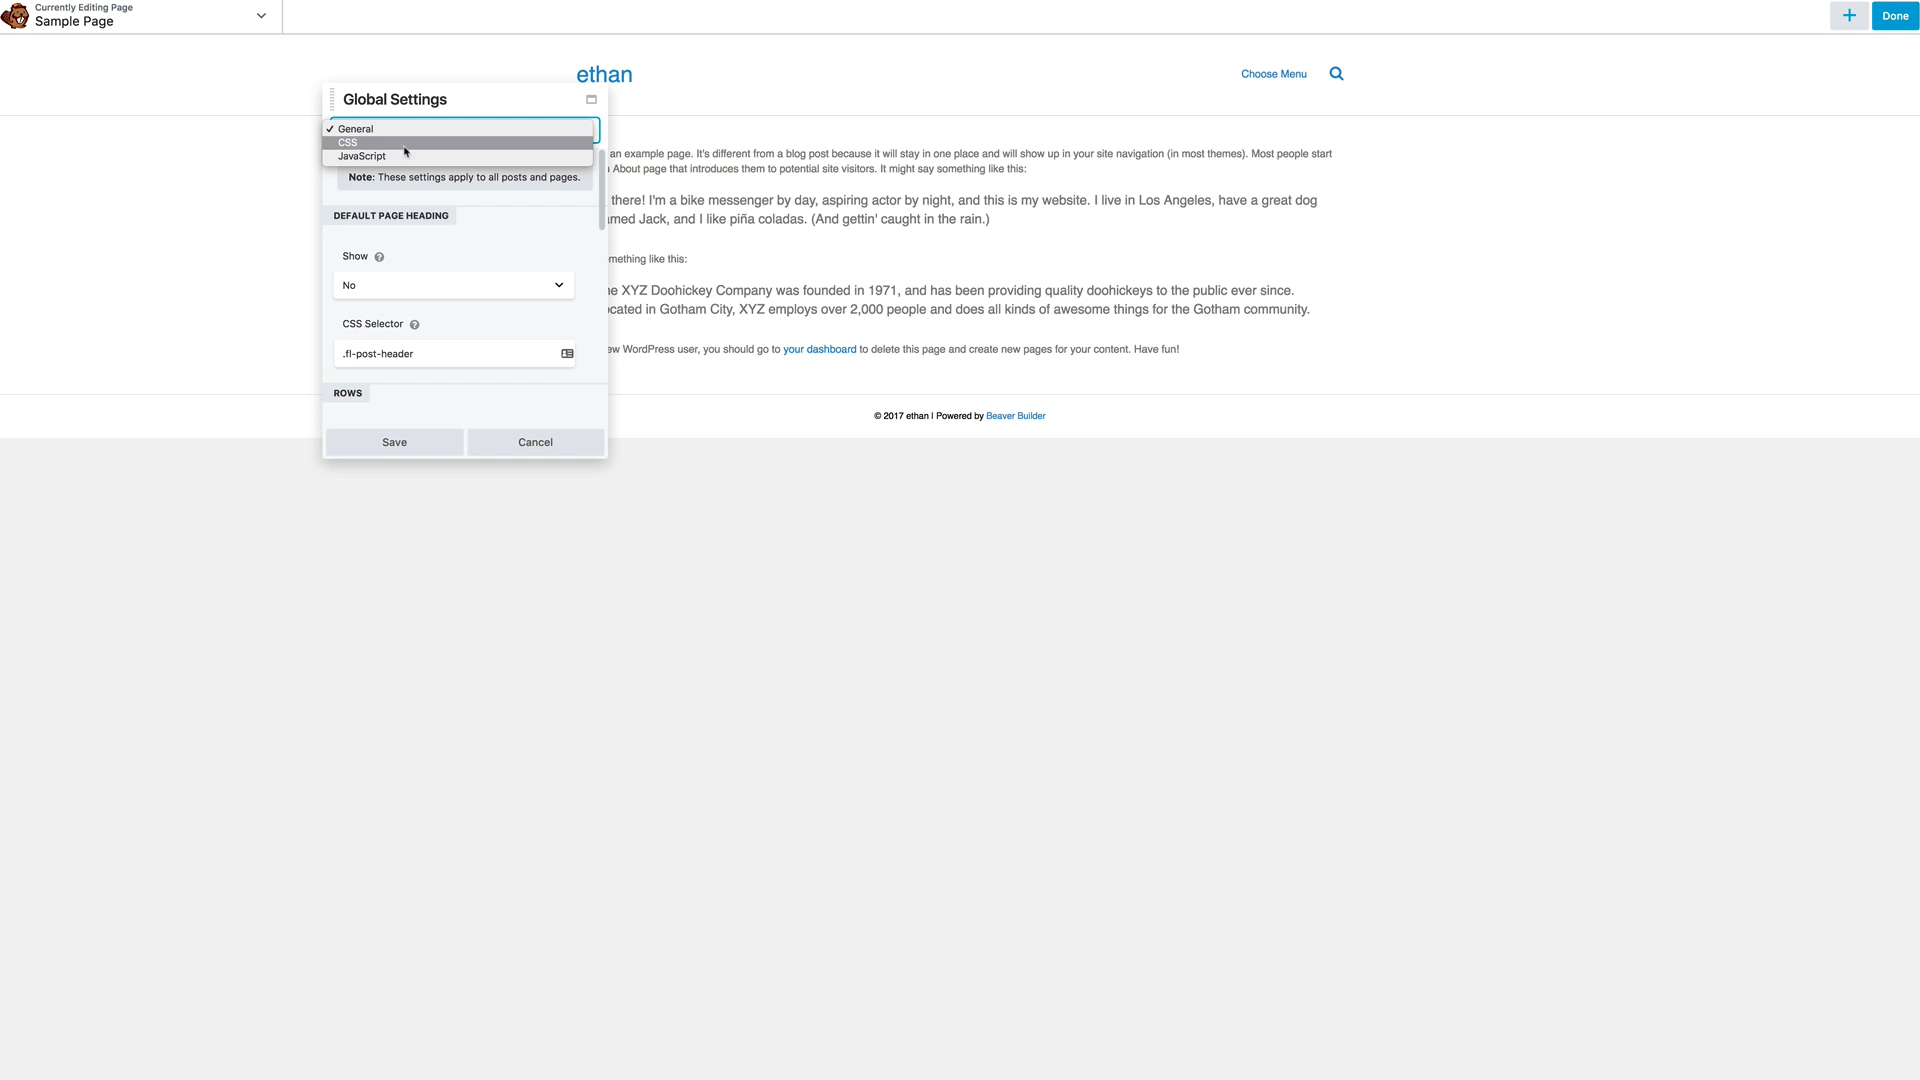 Currently Editing Page
Sample Page
Done
ethan
Choose Menu
Global Settings
✓ General
CSS
JavaScript
Note: These settings apply to all posts and pages.
DEFAULT PAGE HEADING
Show
No
CSS Selector
.fl-post-header
ROWS
Save
Cancel
an example page. It's different from a blog post because it will stay in one place and will show up in your site navigation (in most themes). Most people start
About page that introduces them to potential site visitors. It might say something like this:
there! I'm a bike messenger by day, aspiring actor by night, and this is my website. I live in Los Angeles, have a great dog
med Jack, and I like piña coladas. (And gettin' caught in the rain.)
mething like this:
e XYZ Doohickey Company was founded in 1971, and has been providing quality doohickeys to the public ever since.
cated in Gotham City, XYZ employs over 2,000 people and does all kinds of awesome things for the Gotham community.
ew WordPress user, you should go to your dashboard to delete this page and create new pages for your content. Have fun!
© 2017 ethan | Powered by Beaver Builder